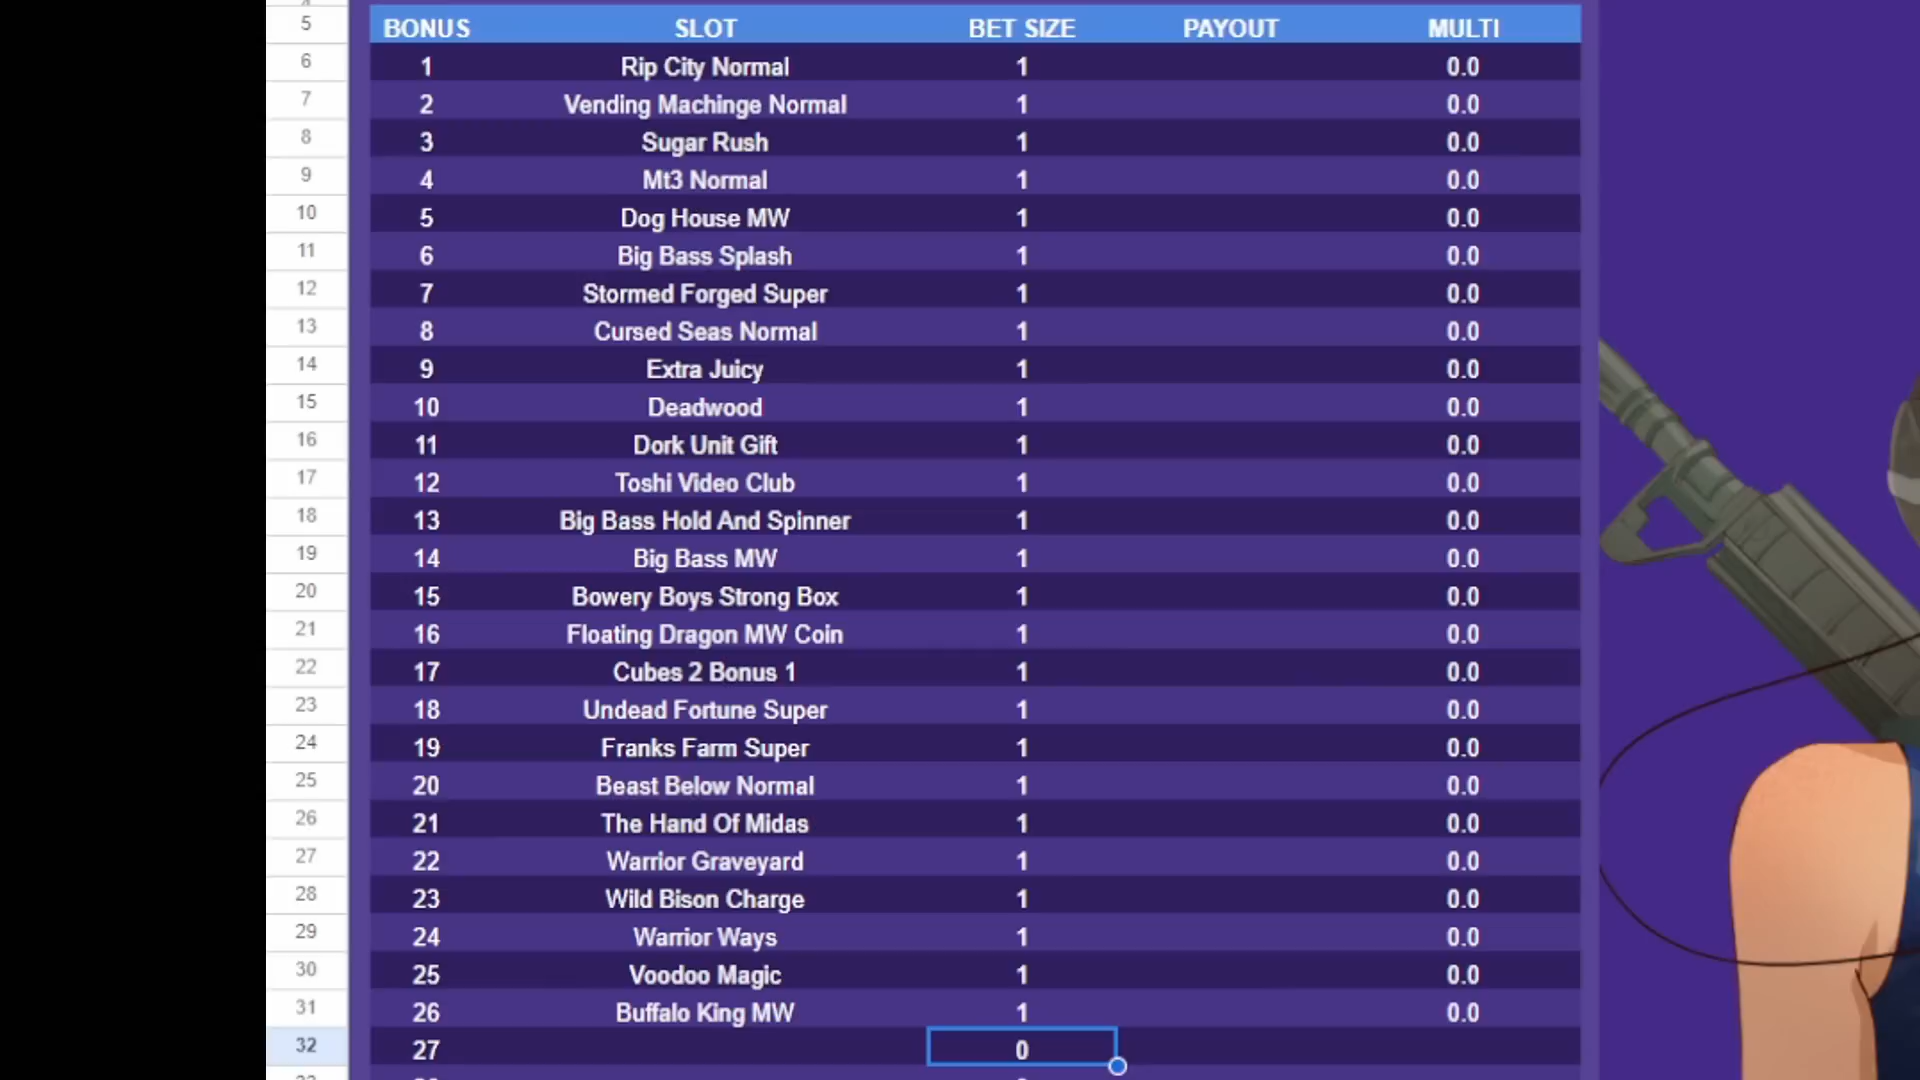 5 BONUS SLOT BET SIZE PAYOUT MULTI
6 1 Rip City Normal 1 0.0
7 2 Vending Machinge Normal 1 0.0
8 3 Sugar Rush 1 0.0
9 4 Mt3 Normal 1 0.0
10 5 Dog House MW 1 0.0
11 6 Big Bass Splash 1 0.0
12 7 Stormed Forged Super 1 0.0
13 8 Cursed Seas Normal 1 0.0
14 9 Extra Juicy 1 0.0
15 10 Deadwood 1 0.0
16 11 Dork Unit Gift 1 0.0
17 12 Toshi Video Club 1 0.0
18 13 Big Bass Hold And Spinner 1 0.0
19 14 Big Bass MW 1 0.0
20 15 Bowery Boys Strong Box 1 0.0
21 16 Floating Dragon MW Coin 1 0.0
22 17 Cubes 2 Bonus 1 1 0.0
23 18 Undead Fortune Super 1 0.0
24 19 Franks Farm Super 1 0.0
25 20 Beast Below Normal 1 0.0
26 21 The Hand Of Midas 1 0.0
27 22 Warrior Graveyard 1 0.0
28 23 Wild Bison Charge 1 0.0
29 24 Warrior Ways 1 0.0
30 25 Voodoo Magic 1 0.0
31 26 Buffalo King MW 1 0.0
32 27 0